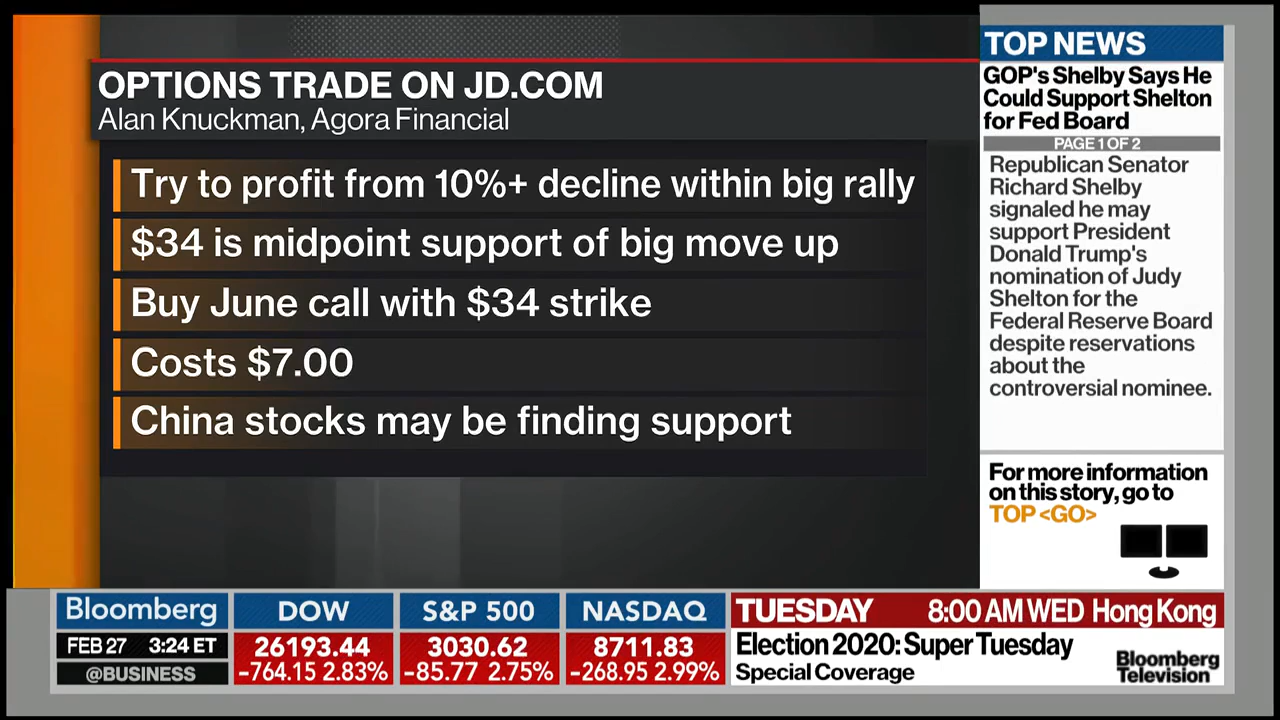 OPTIONS TRADE ON JD.COM
Alan Knuckman, Agora Financial
Try to profit from 10%+ decline within big rally
$34 is midpoint support of big move up
Buy June call with $34 strike
Costs $7.00
China stocks may be finding support
TOP NEWS
GOP's Shelby Says He
Could Support Shelton
for Fed Board
PAGE 1 OF 2
Republican Senator
Richard Shelby
signaled he may
support President
Donald Trump's
nomination of Judy
Shelton for the
Federal Reserve Board
despite reservations
about the
controversial nominee.
For more information
on this story, go to
TOP <GO>
Bloomberg
FEB 27 3:24 ET
@BUSINESS
DOW
26193.44
-764.15 2.83%
S&P 500
3030.62
-85.77 2.75%
NASDAQ
8711.83
-268.95 2.99%
TUESDAY 8:00 AM WED Hong Kong
Election 2020: Super Tuesday
Special Coverage
Bloomberg
Television